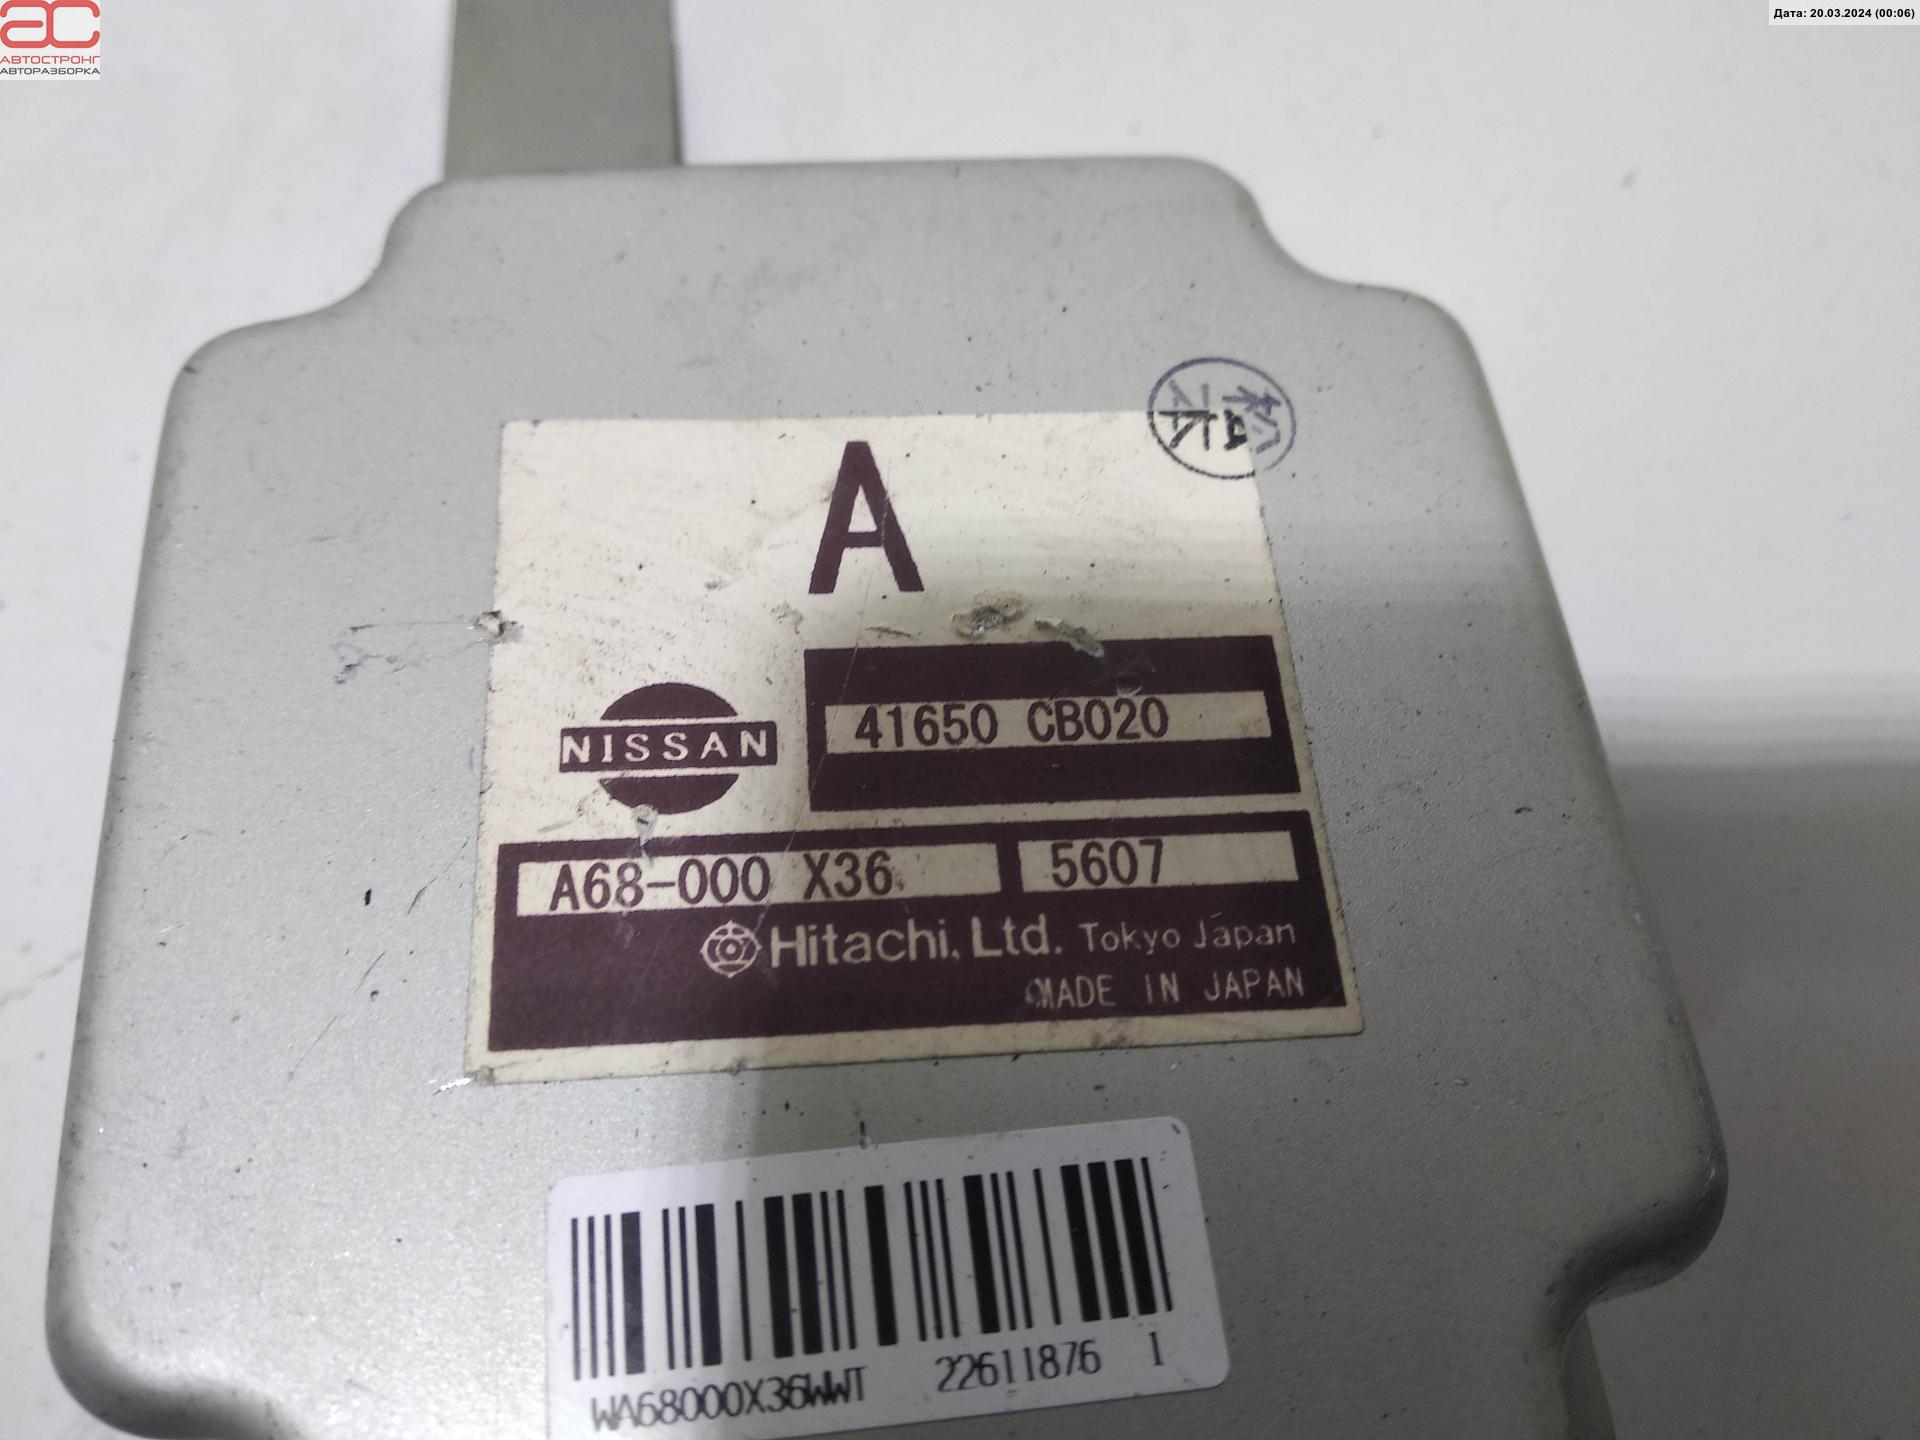 АВТОСТРОНГ
АВТОРАЗБОРКА
Дата: 20.03.2024 (00:06)
A
41650 CB020
NISSAN
A68-000 X36 5607
Hitachi, Ltd. Tokyo Japan
MADE IN JAPAN
WA68000X36WWT 22611876 1